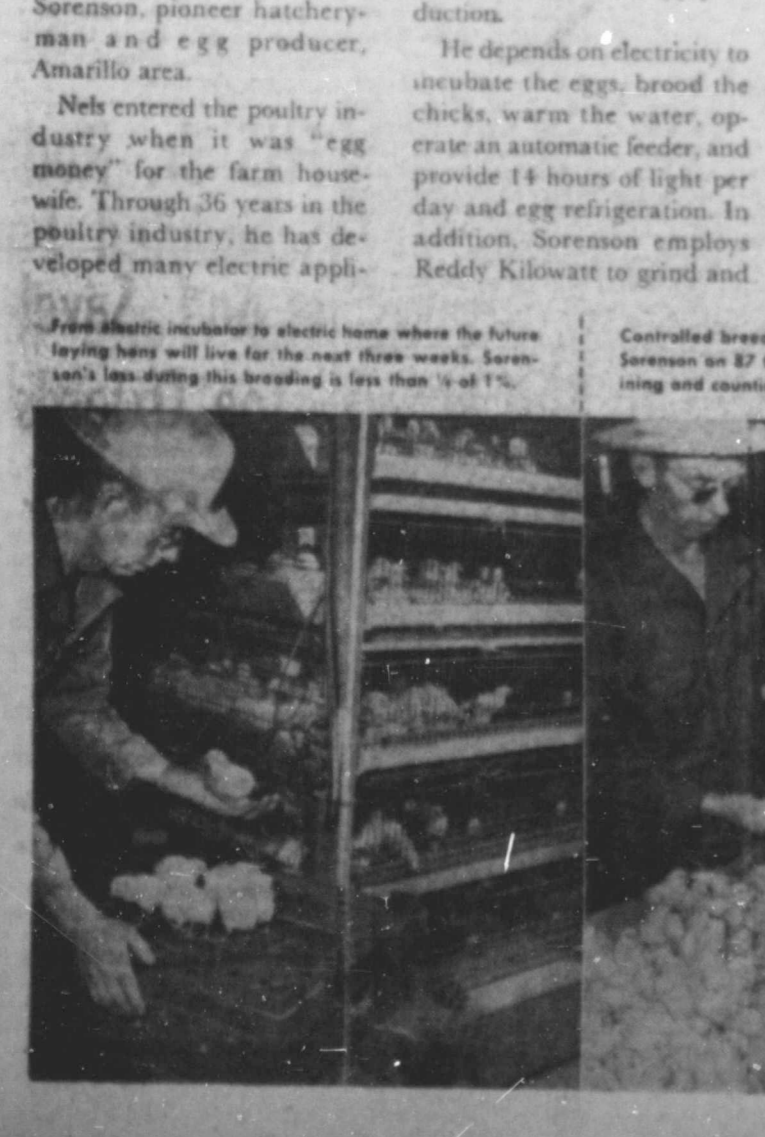 Sorenson, pioneer hatchery-
man and egg producer,
Amarillo area.
Nels entered the poultry in-
dustry when it was "egg
money" for the farm house-
wife. Through 36 years in the
poultry industry, he has de-
veloped many electric appli-
duction.
He depends on electricity to
incubate the eggs, brood the
chicks, warm the water, op-
erate an automatic feeder, and
provide 14 hours of light per
day and egg refrigeration. In
addition, Sorenson employs
Reddy Kilowatt to grind and
From electric incubator to electric home where the future
laying hens will live for the next three weeks. Soren-
son's loss during this brooding is less than of 1%.
Controlled bree
Sorenson an 87
ining and counti